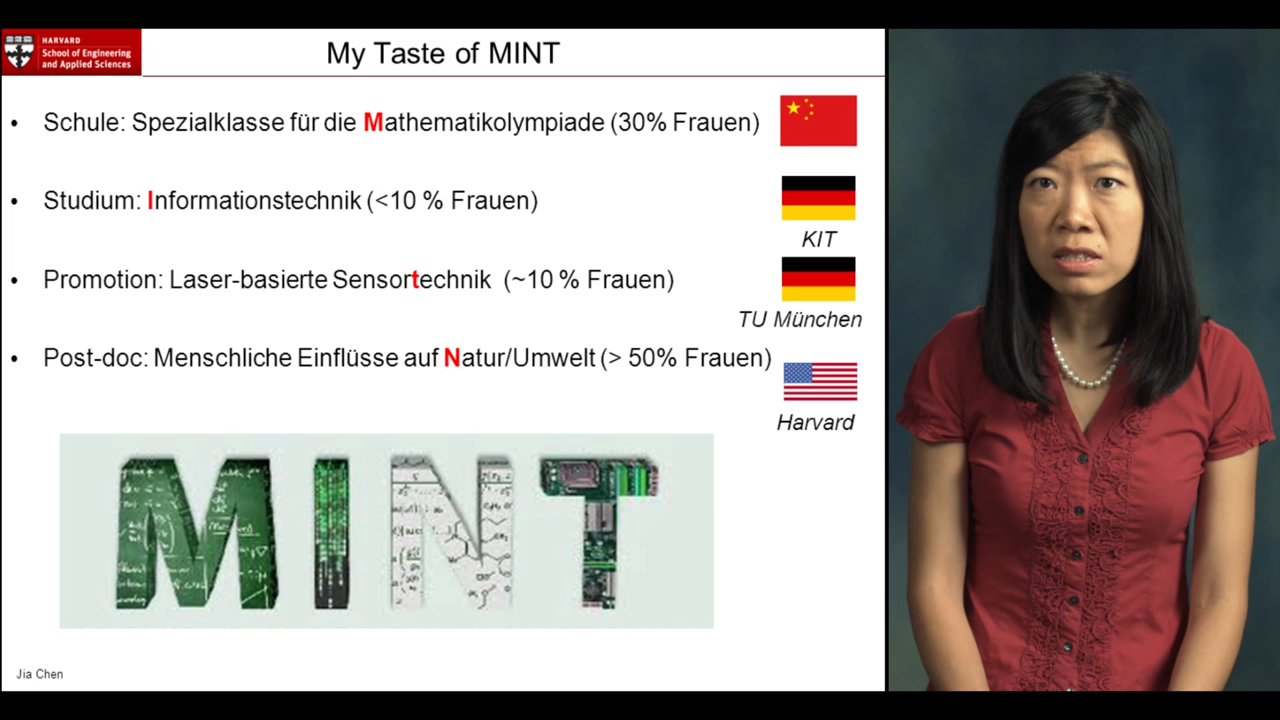 HARVARD
School of Engineering
and Applied Sciences
My Taste of MINT
• Schule: Spezialklasse für die Mathematikolympiade (30% Frauen)
• Studium: Informationstechnik (<10 % Frauen)
KIT
• Promotion: Laser-basierte Sensortechnik (~10 % Frauen)
TU München
• Post-doc: Menschliche Einflüsse auf Natur/Umwelt (> 50% Frauen)
Harvard
MINT
Jia Chen